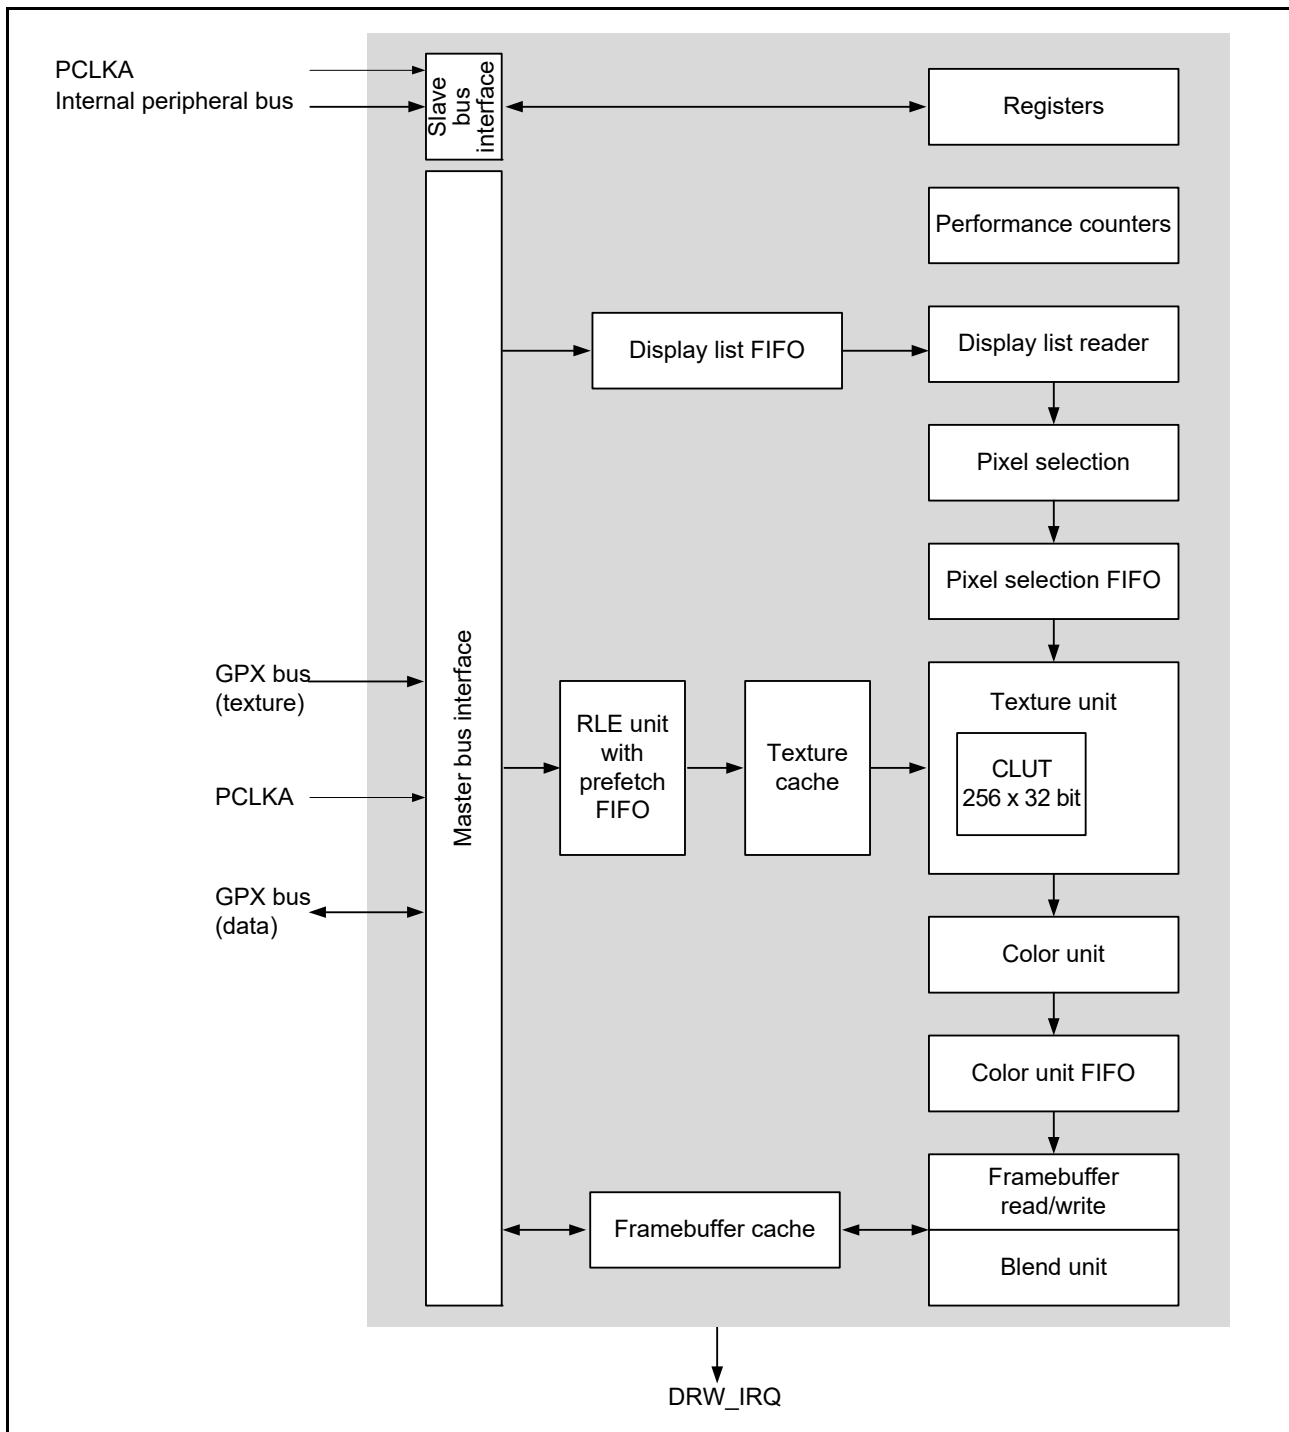 PCLKA
Internal peripheral bus
Slave
bus
interface
Registers
Performance counters
Display list FIFO
Display list reader
Pixel selection
Pixel selection FIFO
GPX bus
(texture)
PCLKA
GPX bus
(data)
Master bus interface
RLE unit
with
prefetch
FIFO
Texture
cache
Texture unit
CLUT
256 x 32 bit
Color unit
Color unit FIFO
Framebuffer
read/write
Framebuffer cache
Blend unit
DRW_IRQ